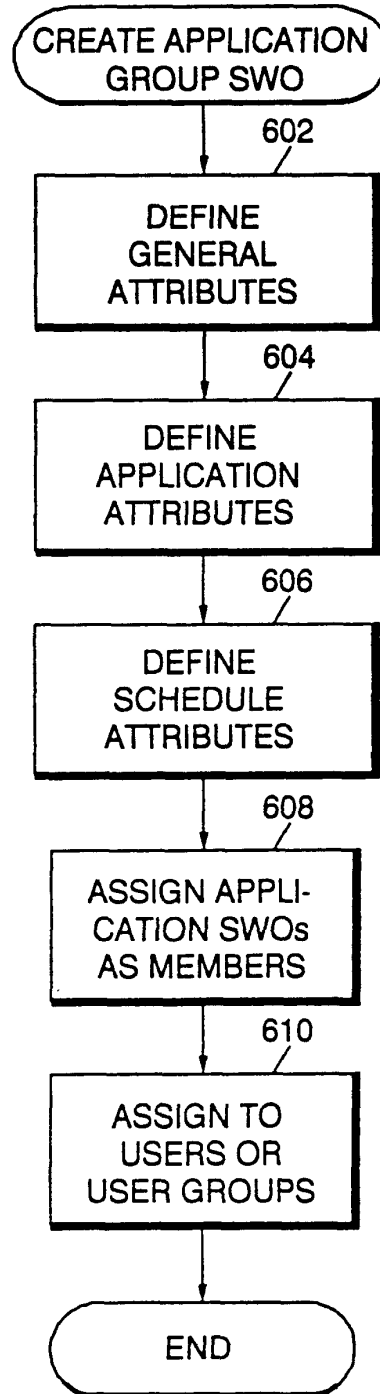 CREATE APPLICATION
GROUP SWO
602
DEFINE
GENERAL
ATTRIBUTES
604
DEFINE
APPLICATION
ATTRIBUTES
606
DEFINE
SCHEDULE
ATTRIBUTES
608
ASSIGN APPLI-
CATION SWOs
AS MEMBERS
610
ASSIGN TO
USERS OR
USER GROUPS
END